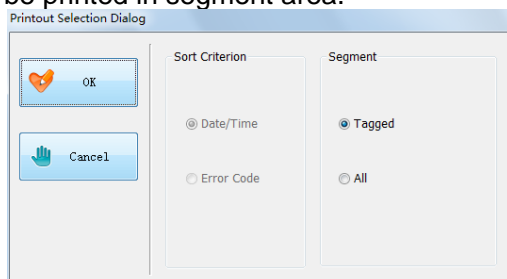 be printed in segment area.
Printout Selection Dialog
OK
Cancel
Sort Criterion
Date/Time
Error Code
Segment
Tagged
All